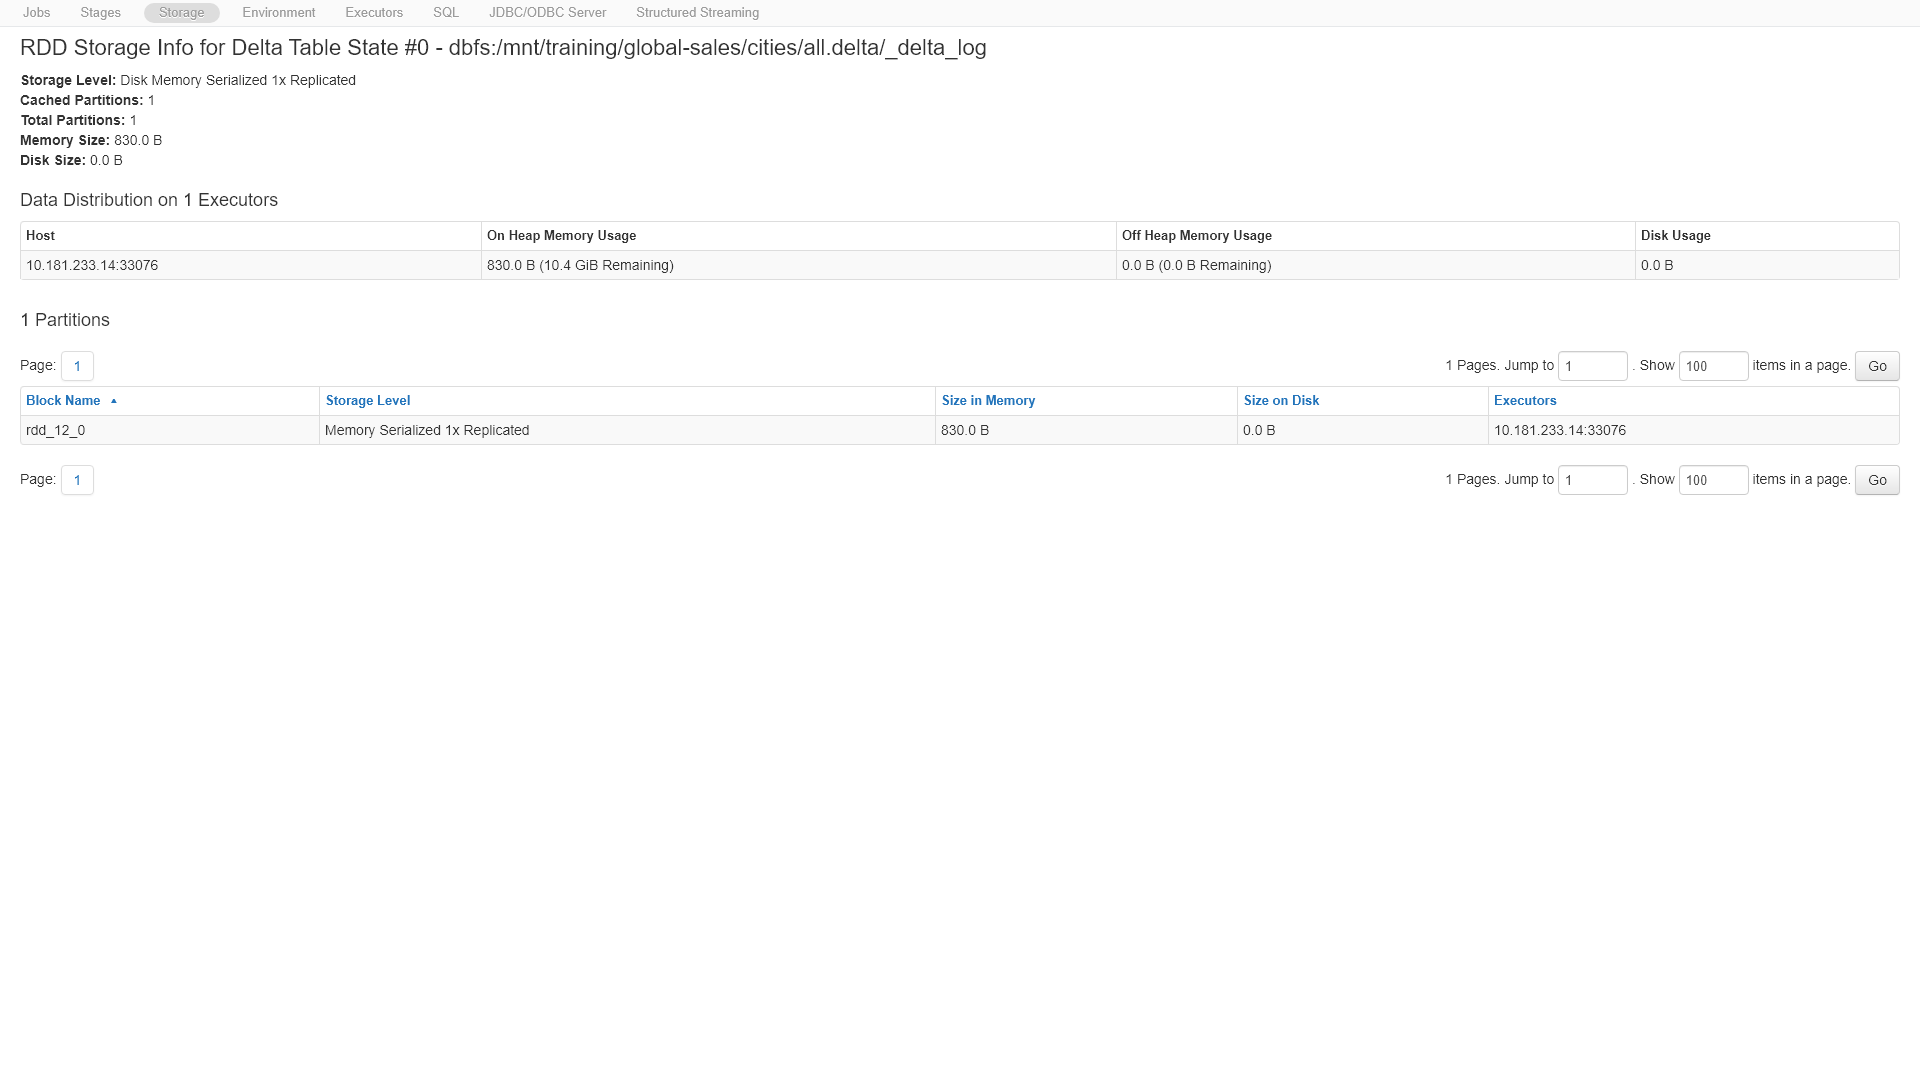 Jobs Stages Storage Environment Executors SQL JDBC/ODBC Server Structured Streaming
RDD Storage Info for Delta Table State #0 - dbfs:/mnt/training/global-sales/cities/all.delta/_delta_log
Storage Level: Disk Memory Serialized 1x Replicated
Cached Partitions: 1
Total Partitions: 1
Memory Size: 830.0 B
Disk Size: 0.0 B
Data Distribution on 1 Executors
Host On Heap Memory Usage Off Heap Memory Usage Disk Usage
10.181.233.14:33076 830.0 B (10.4 GiB Remaining) 0.0 B (0.0 B Remaining) 0.0 B
1 Partitions
Page: 1 1 Pages. Jump to 1 . Show 100 items in a page. Go
Block Name ▲ Storage Level Size in Memory Size on Disk Executors
rdd_12_0 Memory Serialized 1x Replicated 830.0 B 0.0 B 10.181.233.14:33076
Page: 1 1 Pages. Jump to 1 . Show 100 items in a page. Go